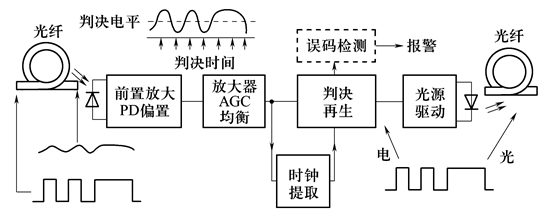 光纤
判决电平
判决时间
误码检测
报警
光纤
前置放大
PD偏置
放大器
AGC
均衡
判决
再生
光源
驱动
时钟
提取
电
光